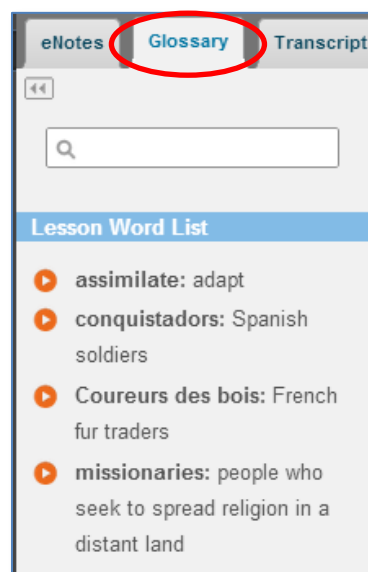 eNotes Glossary Transcript
Lesson Word List
assimilate: adapt
conquistadors: Spanish
soldiers
Coureurs des bois: French
fur traders
missionaries: people who
seek to spread religion in a
distant land